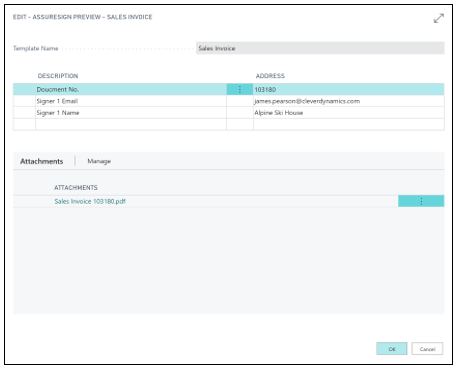 EDIT - ASSURESIGN PREVIEW - SALES INVOICE
Template Name Sales Invoice
DESCRIPTION ADDRESS
Doucment No. 103180
Signer 1 Email james.pearson@cleverdynamics.com
Signer 1 Name Alpine Ski House
Attachments Manage
ATTACHMENTS
Sales Invoice 103180.pdf
OK Cancel